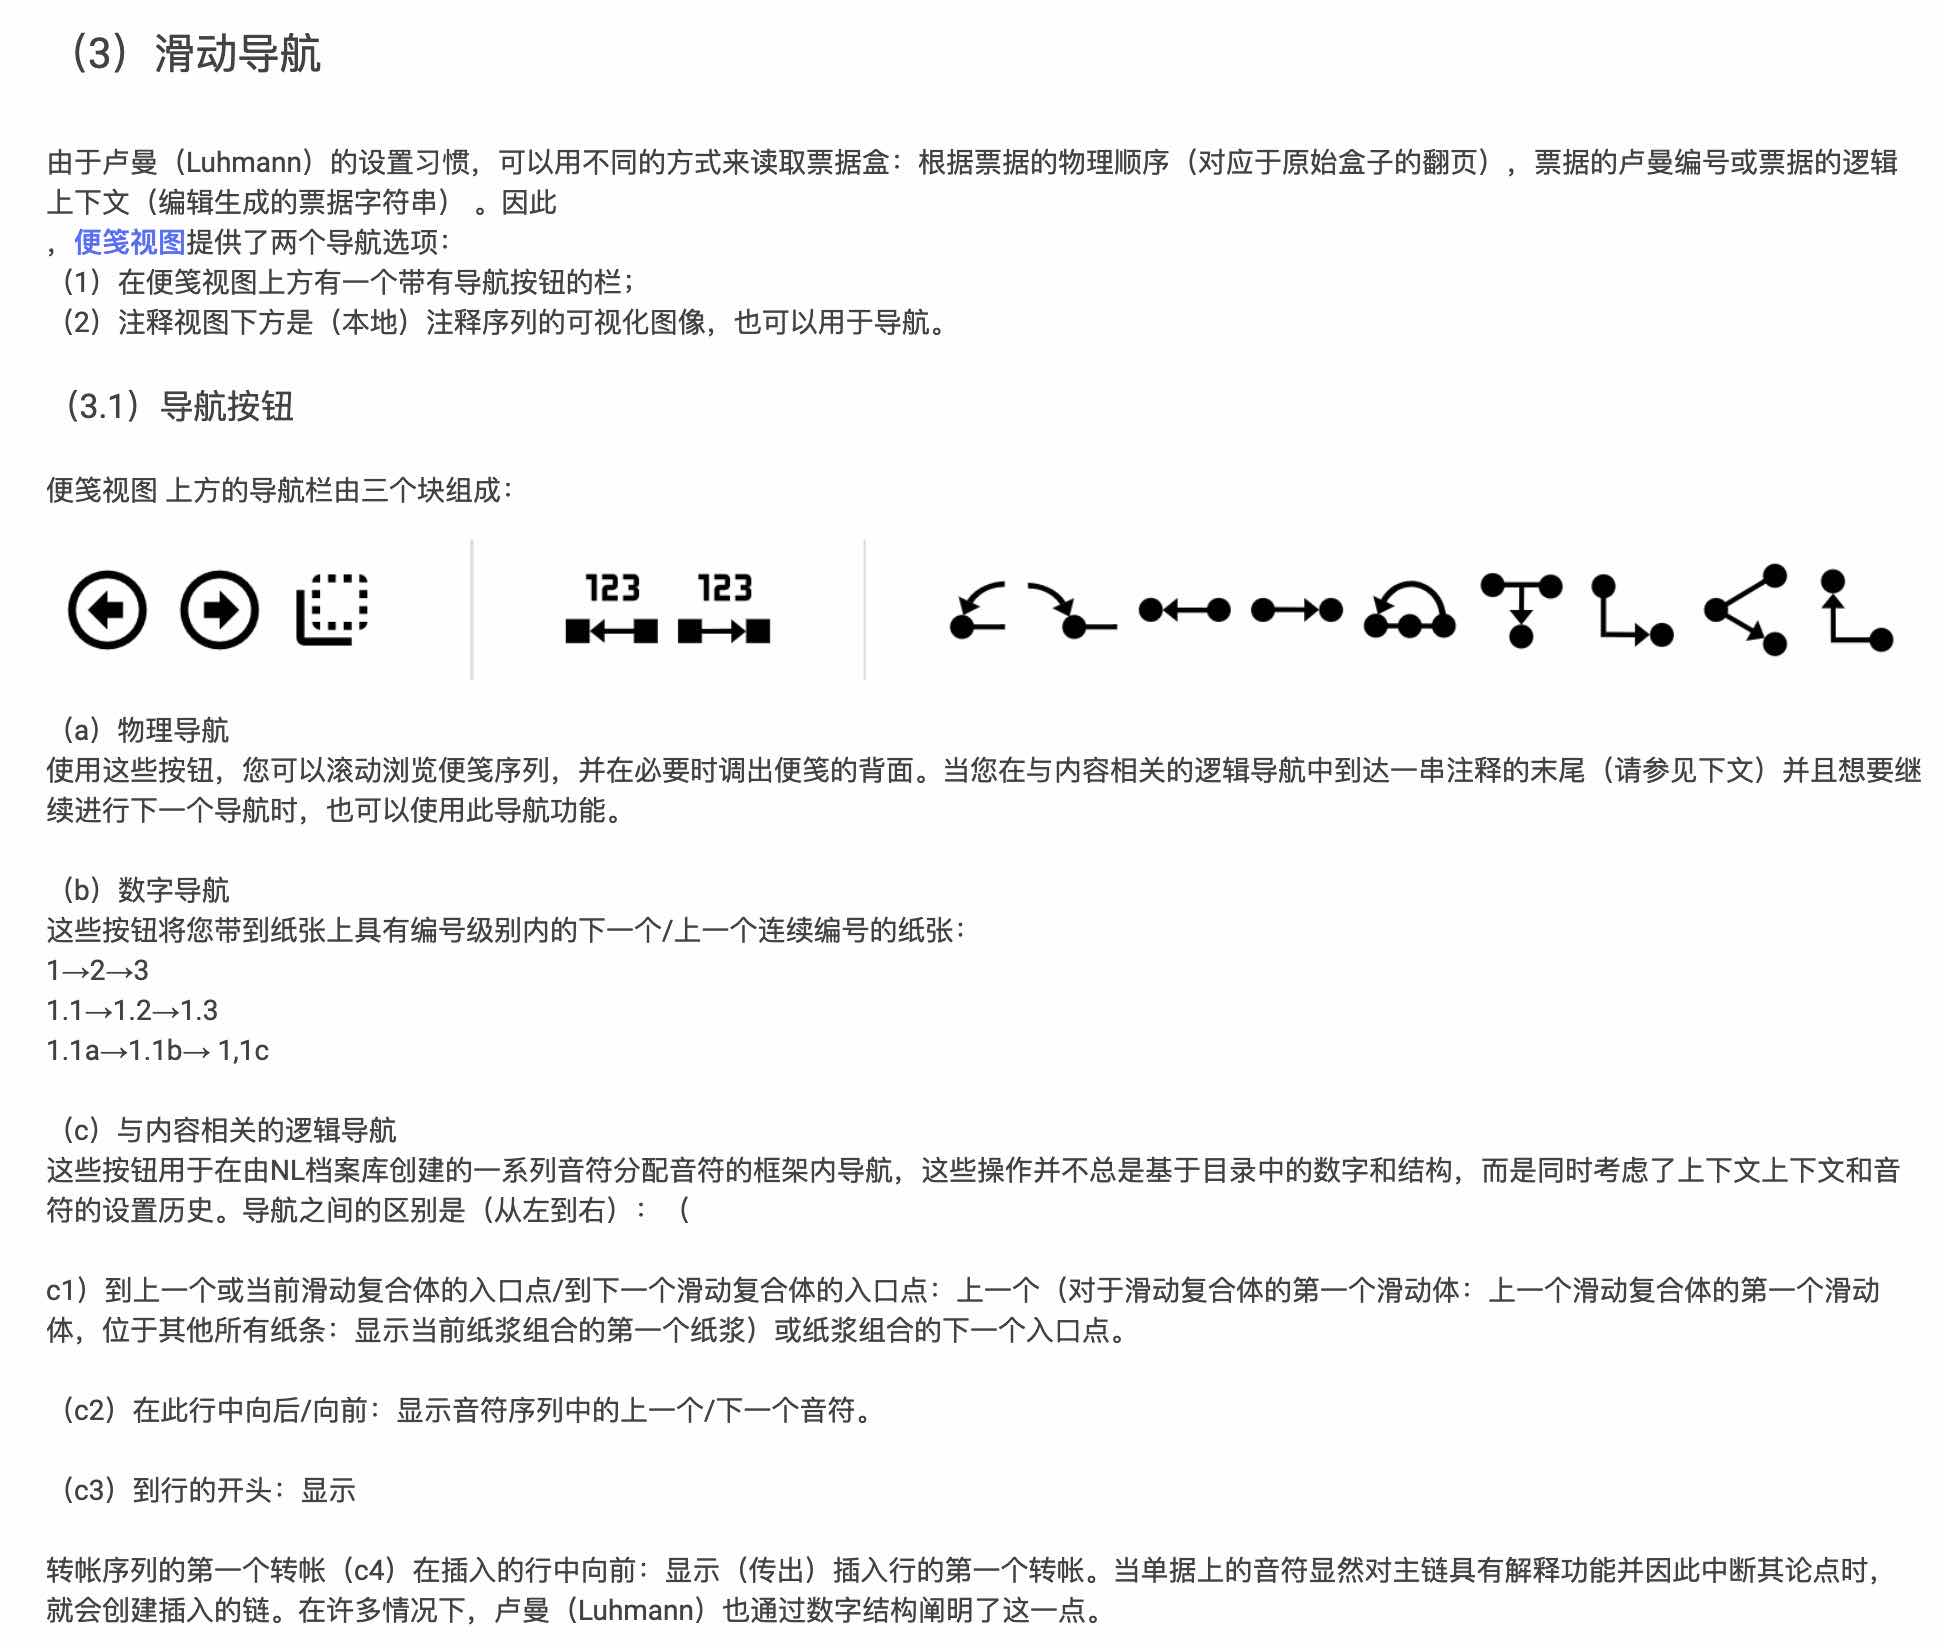 （3）滑动导航
由于卢曼（Luhmann）的设置习惯，可以用不同的方式来读取票据盒：根据票据的物理顺序（对应于原始盒子的翻页），票据的卢曼编号或票据的逻辑
上下文（编辑生成的票据字符串） 。因此
，便笺视图提供了两个导航选项：
（1）在便笺视图上方有一个带有导航按钮的栏；
（2）注释视图下方是（本地）注释序列的可视化图像，也可以用于导航。
（3.1）导航按钮
便笺视图 上方的导航栏由三个块组成：
123 123
（a）物理导航
使用这些按钮，您可以滚动浏览便笺序列，并在必要时调出便笺的背面。当您在与内容相关的逻辑导航中到达一串注释的末尾（请参见下文）并且想要继
续进行下一个导航时，也可以使用此导航功能。
（b）数字导航
这些按钮将您带到纸张上具有编号级别内的下一个/上一个连续编号的纸张：
1→2→3
1.1→1.2→1.3
1.1a→1.1b→ 1,1c
（c）与内容相关的逻辑导航
这些按钮用于在由NL档案库创建的一系列音符分配音符的框架内导航，这些操作并不总是基于目录中的数字和结构，而是同时考虑了上下文上下文和音
符的设置历史。导航之间的区别是（从左到右）： （
c1）到上一个或当前滑动复合体的入口点/到下一个滑动复合体的入口点：上一个（对于滑动复合体的第一个滑动体：上一个滑动复合体的第一个滑动
体，位于其他所有纸条：显示当前纸浆组合的第一个纸浆）或纸浆组合的下一个入口点。
（c2）在此行中向后/向前：显示音符序列中的上一个/下一个音符。
（c3）到行的开头：显示
转帐序列的第一个转帐（c4）在插入的行中向前：显示（传出）插入行的第一个转帐。当单据上的音符显然对主链具有解释功能并因此中断其论点时，
就会创建插入的链。在许多情况下，卢曼（Luhmann）也通过数字结构阐明了这一点。